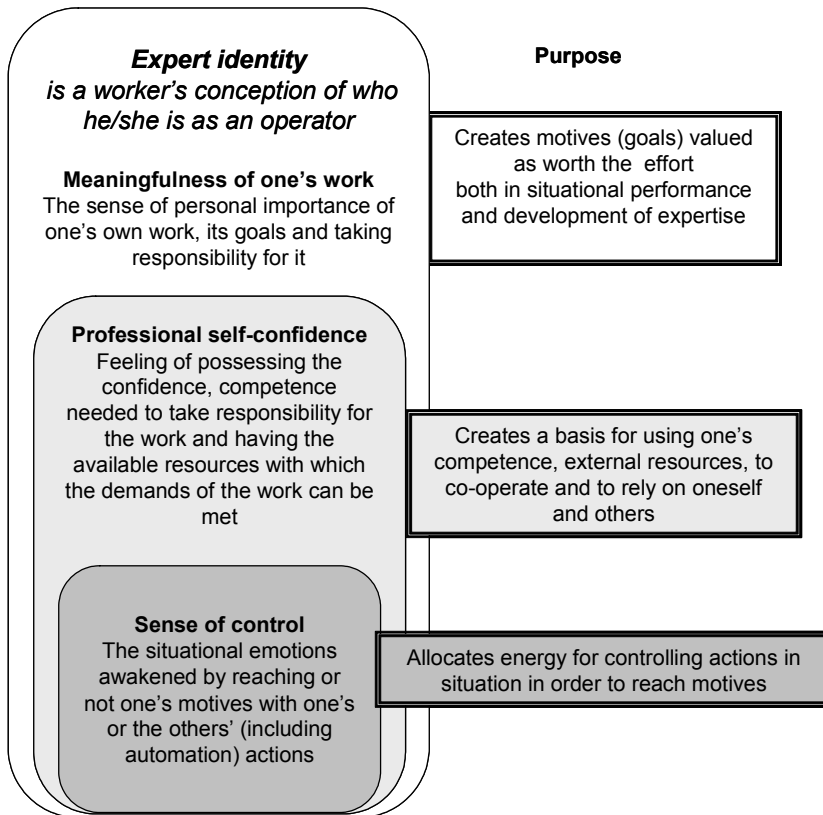 Expert identity
is a worker's conception of who
he/she is as an operator
Purpose
Meaningfulness of one's work
The sense of personal importance of
one's own work, its goals and taking
responsibility for it
Creates motives (goals) valued
as worth the effort
both in situational performance
and development of expertise
Professional self-confidence
Feeling of possessing the
confidence, competence
needed to take responsibility for
the work and having the
available resources with which
the demands of the work can be
met
Creates a basis for using one's
competence, external resources, to
co-operate and to rely on oneself
and others
Sense of control
The situational emotions
awakened by reaching or
not one's motives with one's
or the others' (including
automation) actions
Allocates energy for controlling actions in
situation in order to reach motives